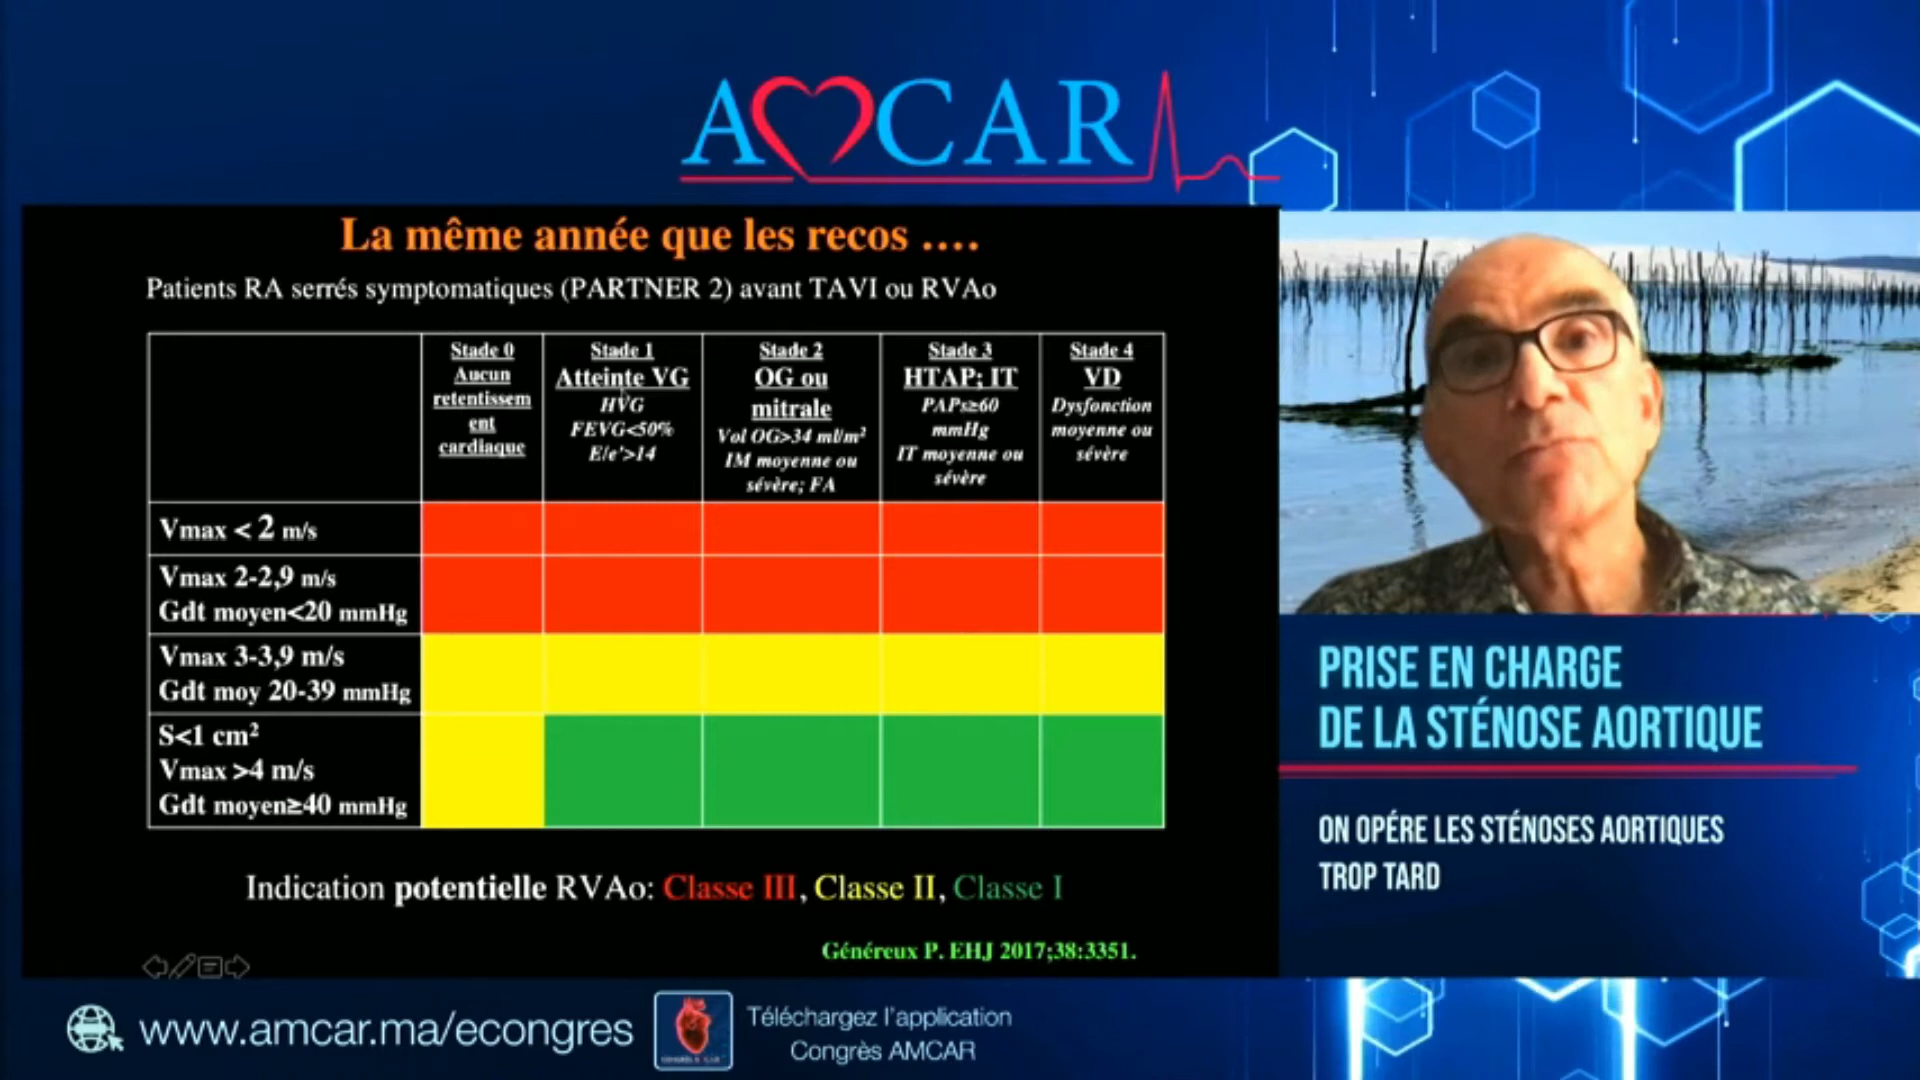 AMCAR
La même année que les recos ....
Patients RA serrés symptomatiques (PARTNER 2) avant TAVI ou RVAo
Stade 0
Aucun
retentissem
ent
cardiaque
Stade 1
Atteinte VG
HVG
FEVG<50%
E/e'>14
Stade 2
OG ou
mitrale
Vol OG>34 ml/m²
IM moyenne ou
sévère; FA
Stade 3
HTAP; IT
PAPs≥60
mmHg
IT moyenne ou
sévère
Stade 4
VD
Dysfonction
moyenne ou
sévère
Vmax < 2 m/s
Vmax 2-2,9 m/s
Gdt moyen<20 mmHg
Vmax 3-3,9 m/s
Gdt moy 20-39 mmHg
S<1 cm²
Vmax >4 m/s
Gdt moyen≥40 mmHg
Indication potentielle RVAo: Classe III, Classe II, Classe I
Généreux P. EHJ 2017;38:3351.
PRISE EN CHARGE
DE LA STÉNOSE AORTIQUE
ON OPÉRE LES STÉNOSES AORTIQUES
TROP TARD
www.amcar.ma/econgres
Téléchargez l'application
Congrès AMCAR